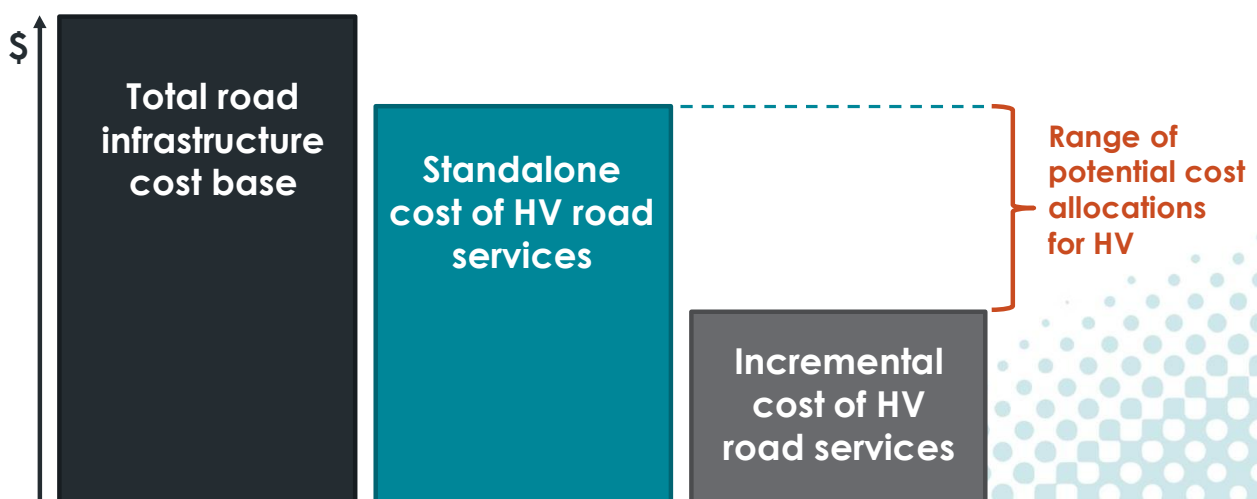 $
Total road
infrastructure
cost base
Standalone
cost of HV road
services
Incremental
cost of HV
road services
Range of
potential cost
allocations
for HV